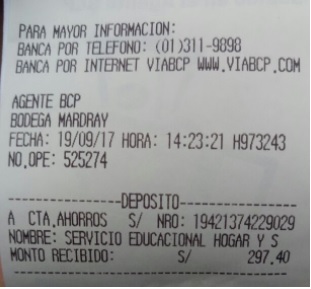 PARA MAYOR INFORMACION:
BANCA POR TELEFONO: (01)311-9898
BANCA POR INTERNET VIABCP WWW.VIABCP.COM
AGENTE BCP
BODEGA MARDRAY
FECHA: 19/09/17 HORA: 14:23:21 H973243
NO.OPE: 525274
------------------DEPOSITO------------------
A CTA.AHORROS S/ NRO: 19421374229029
NOMBRE: SERVICIO EDUCACIONAL HOGAR Y S
MONTO RECIBIDO: S/ 297.40
--------------------------------------------